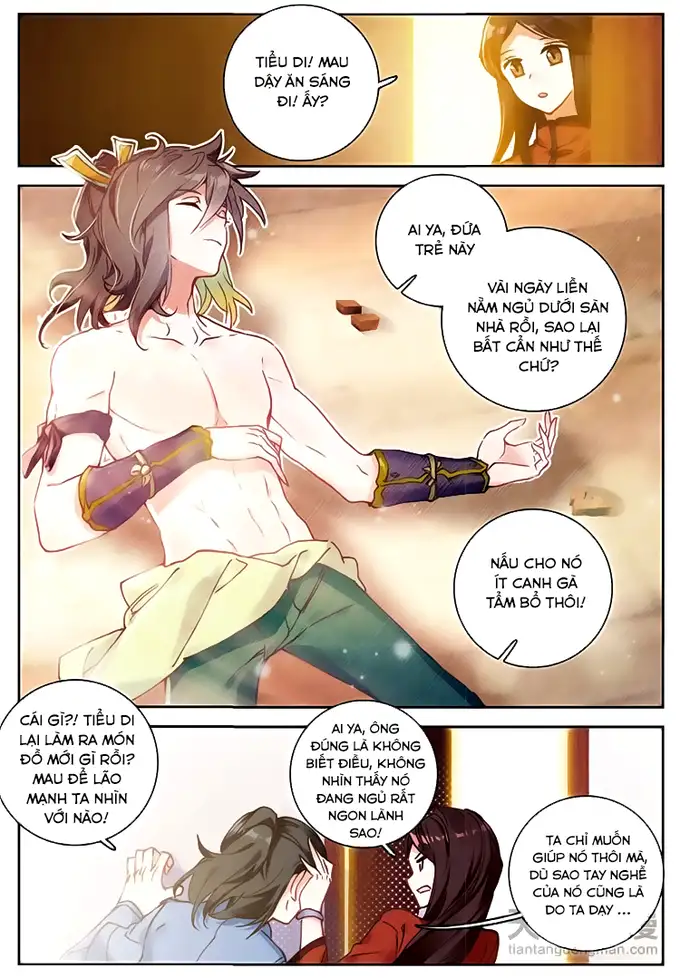 TIỂU DI! MAU
DẬY ĂN SÁNG
ĐI! ẤY?
AI YA, ĐỨA
TRẺ NÀY
VÀI NGÀY LIỀN
NẰM NGỦ DƯỚI SÀN
NHÀ RỒI, SAO LẠI
BẤT CẨN NHƯ THẾ
CHỨ?
NẤU CHO NÓ
ÍT CANH GÀ
TẨM BỔ THÔI!
CÁI GÌ?! TIỂU DI
LẠI LÀM RA MÓN
ĐỒ MỚI GÌ RỒI?
MAU ĐỂ LÃO
MẠNH TA NHÌN
VỚI NÀO!
AI YA, ÔNG
ĐÚNG LÀ KHÔNG
BIẾT ĐIỀU, KHÔNG
NHÌN THẤY NÓ
ĐANG NGỦ RẤT
NGON LÀNH
SAO!
TA CHỈ MUỐN
GIÚP NÓ THÔI MÀ,
DÙ SAO TAY NGHỀ
CỦA NÓ CŨNG LÀ
DO TA DẠY ...
tiantangdongman.com